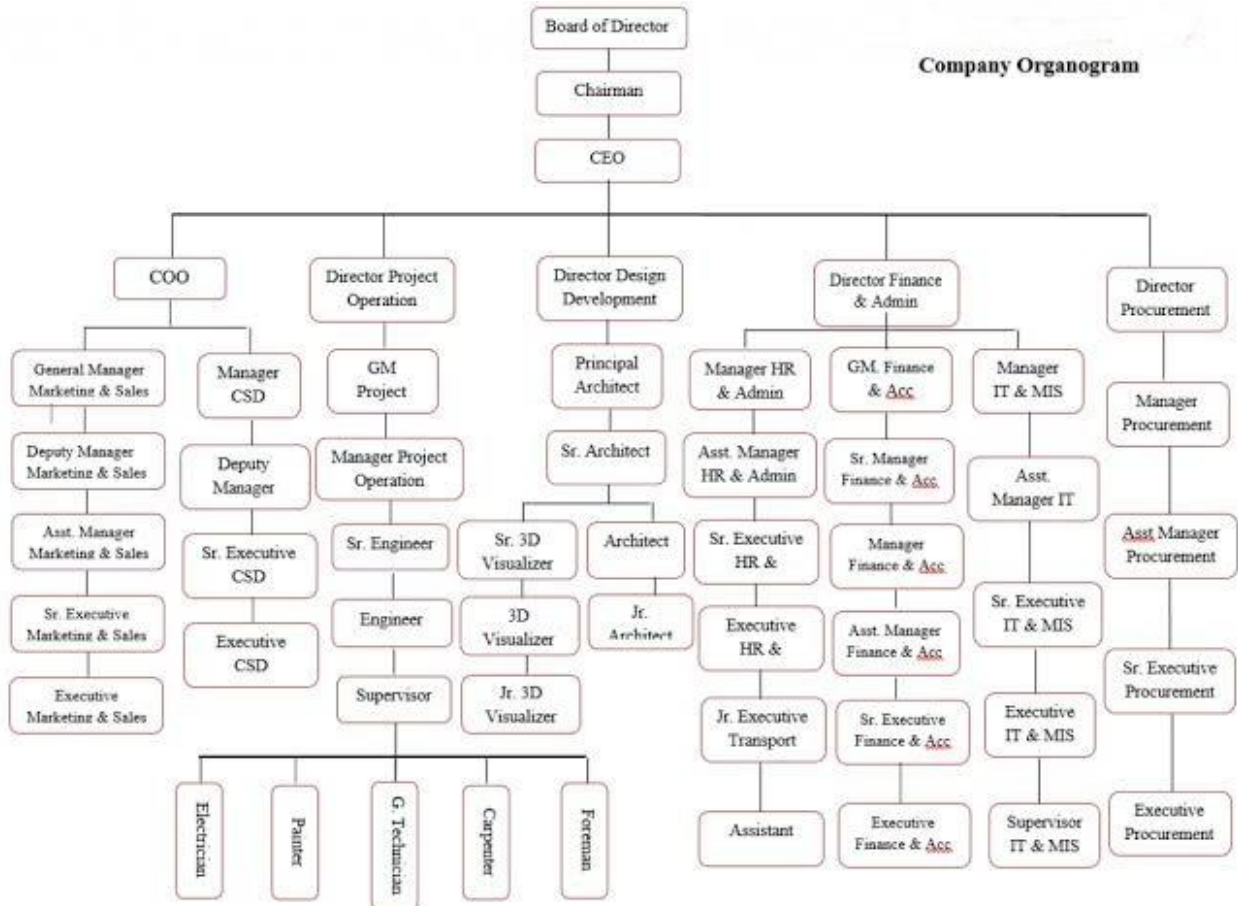 Board of Director
Company Organogram
Chairman
CEO
COO
Director Project
Operation
Director Design
Development
Director Finance
& Admin
Director
Procurement
General Manager
Marketing & Sales
Manager
CSD
GM
Project
Principal
Architect
Manager HR
& Admin
GM. Finance
& Acc
Manager
IT & MIS
Manager
Procurement
Deputy Manager
Marketing & Sales
Deputy
Manager
Manager Project
Operation
Sr. Architect
Asst. Manager
HR & Admin
Sr. Manager
Finance & Acc
Asst.
Manager IT
Asst. Manager
Marketing & Sales
Sr. Executive
CSD
Sr. Engineer
Sr. 3D
Visualizer
Architect
Sr. Executive
HR &
Manager
Finance & Acc
Asst Manager
Procurement
Sr. Executive
Marketing & Sales
Executive
CSD
Engineer
3D
Visualizer
Jr.
Architect
Executive
HR &
Asst. Manager
Finance & Acc
Sr. Executive
IT & MIS
Sr. Executive
Procurement
Executive
Marketing & Sales
Supervisor
Jr. 3D
Visualizer
Jr. Executive
Transport
Sr. Executive
Finance & Acc
Executive
IT & MIS
Electrician
Painter
G. Technician
Carpenter
Foreman
Assistant
Executive
Finance & Acc
Supervisor
IT & MIS
Executive
Procurement